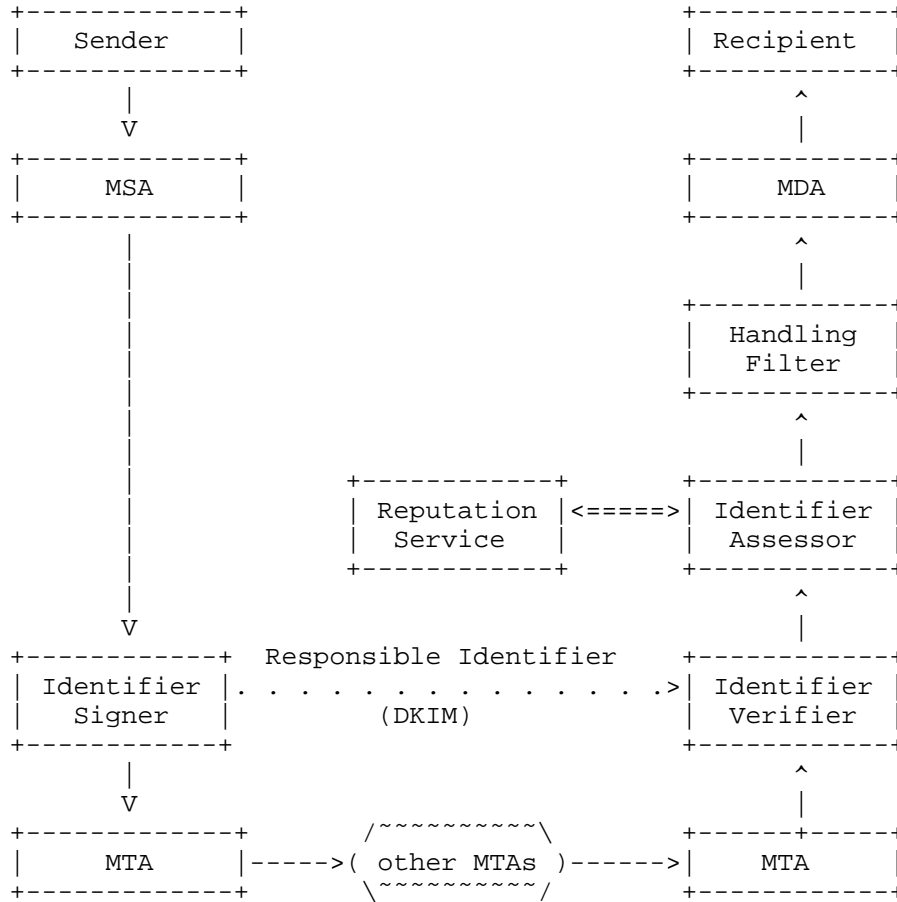 Sender
Recipient
MSA
MDA
Handling
Filter
Reputation
Service
Identifier
Assessor
Responsible Identifier
Identifier
Signer
(DKIM)
Identifier
Verifier
MTA
other MTAs
MTA